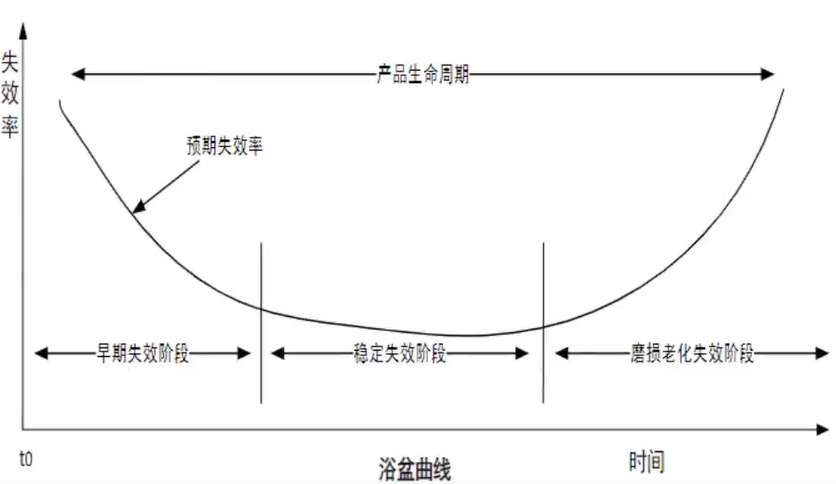 失效率
产品生命周期
预期失效率
早期失效阶段
稳定失效阶段
磨损老化失效阶段
t0
浴盆曲线
时间